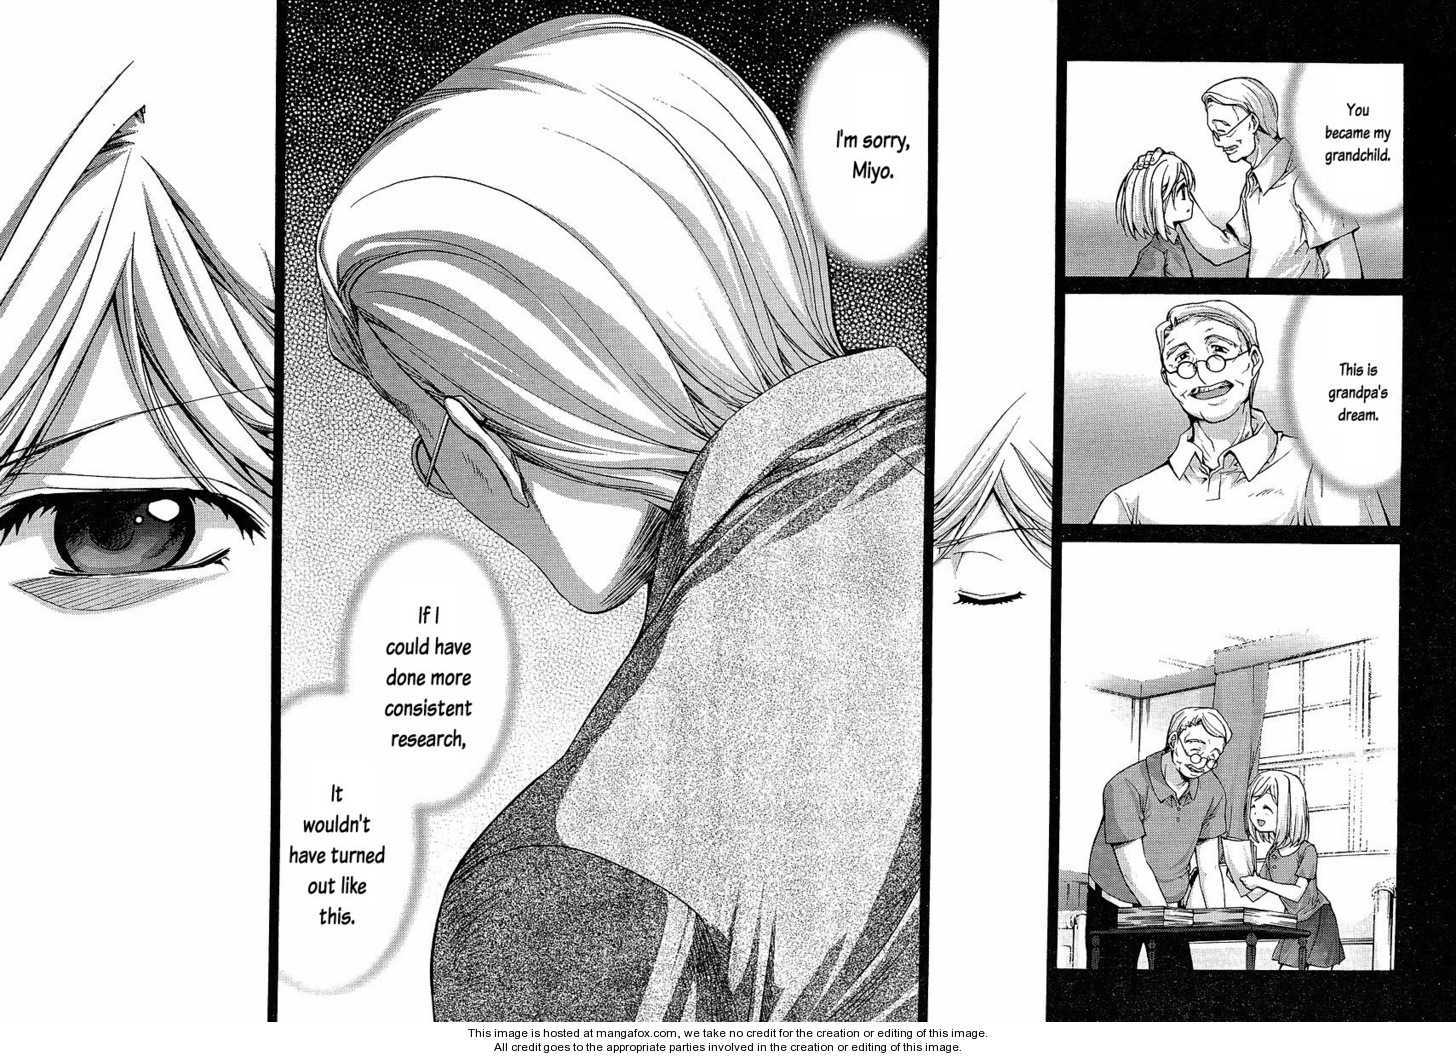 You
became my
grandchild.
This is
grandpa's
dream.
I'm sorry,
Miyo.
If I
could have
done more
consistent
research,
It
wouldn't
have turned
out like
this.
This image is hosted at mangafox.com, we take no credit for the creation or editing of this image.
All credit goes to the appropriate parties involved in the creation or editing of this image.